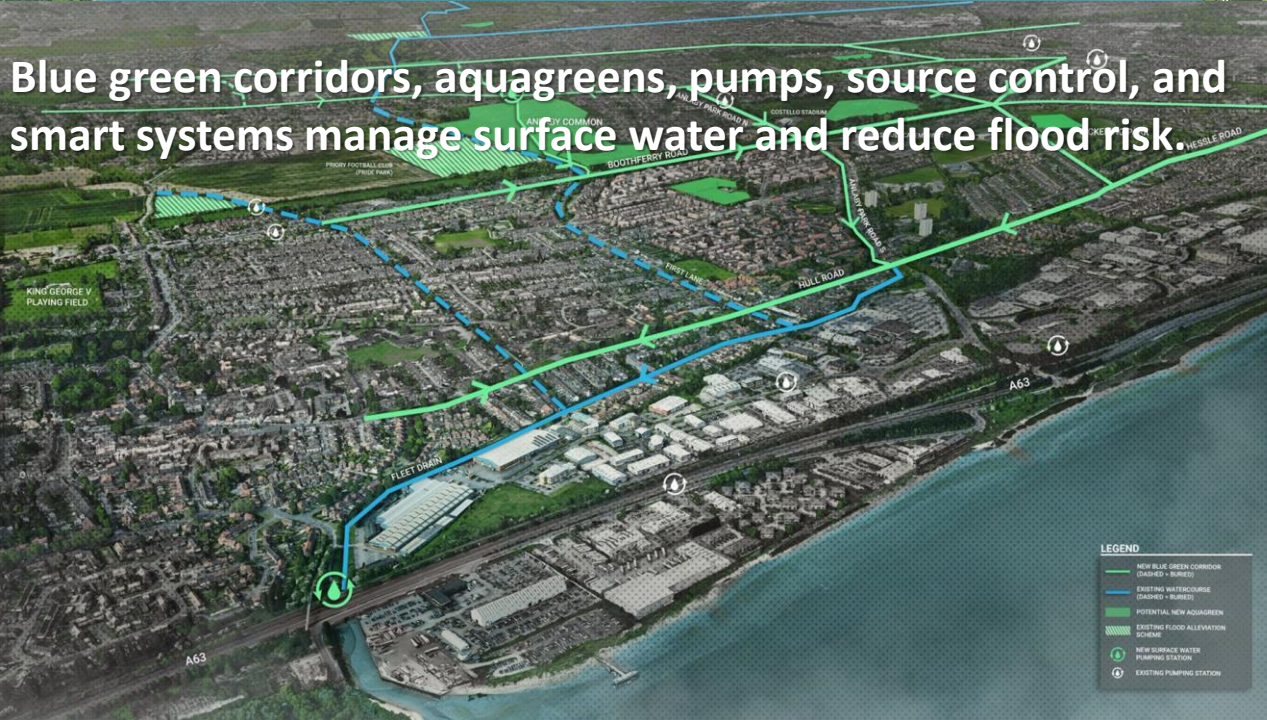 Blue green corridors, aquagreens, pumps, source control, and
smart systems manage surface water and reduce flood risk.
COSTELLO STADIUM
BOOTHFERRY ROAD
HESSLE ROAD
PRIORY FOOTBALL CLUB
(PRIDE PARK)
FIRST LANE
HULL ROAD
KING GEORGE V
PLAYING FIELD
A63
FLEET DRAIN
A63
LEGEND
NEW BLUE GREEN CORRIDOR
(DASHED = BURIED)
EXISTING WATERCOURSE
(DASHED = BURIED)
POTENTIAL NEW AQUAGREEN
EXISTING FLOOD ALLEVIATION
SCHEME
NEW SURFACE WATER
PUMPING STATION
EXISTING PUMPING STATION